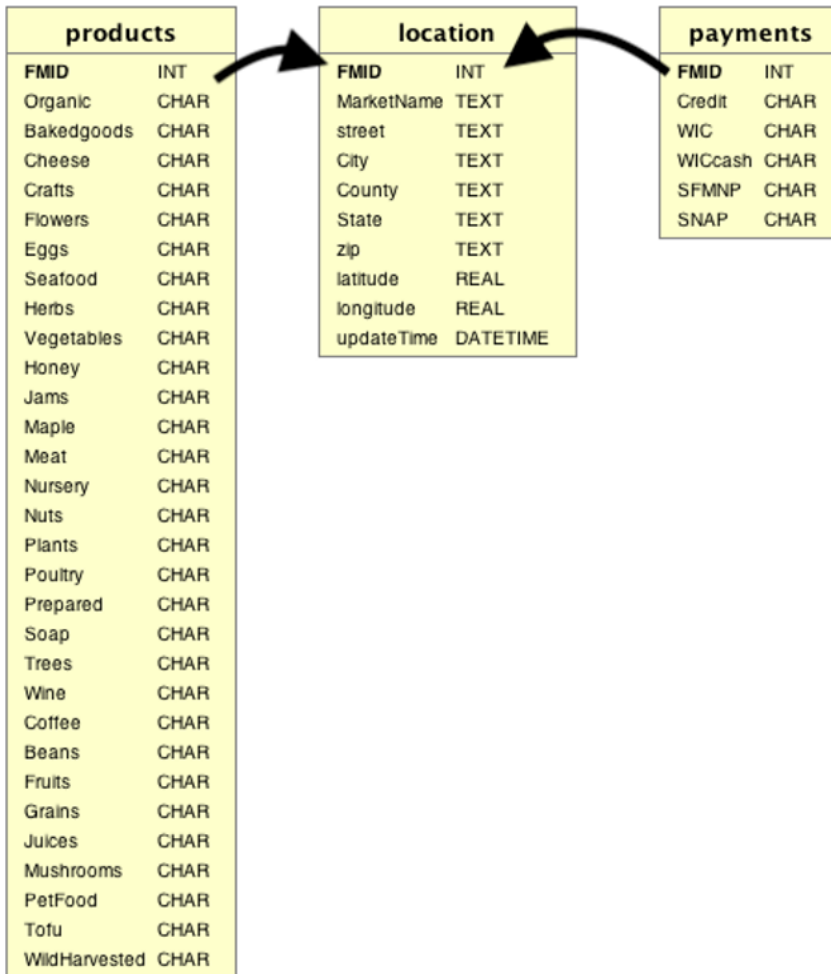 products
FMID INT
Organic CHAR
Bakedgoods CHAR
Cheese CHAR
Crafts CHAR
Flowers CHAR
Eggs CHAR
Seafood CHAR
Herbs CHAR
Vegetables CHAR
Honey CHAR
Jams CHAR
Maple CHAR
Meat CHAR
Nursery CHAR
Nuts CHAR
Plants CHAR
Poultry CHAR
Prepared CHAR
Soap CHAR
Trees CHAR
Wine CHAR
Coffee CHAR
Beans CHAR
Fruits CHAR
Grains CHAR
Juices CHAR
Mushrooms CHAR
PetFood CHAR
Tofu CHAR
WildHarvested CHAR
location
FMID INT
MarketName TEXT
street TEXT
City TEXT
County TEXT
State TEXT
zip TEXT
latitude REAL
longitude REAL
updateTime DATETIME
payments
FMID INT
Credit CHAR
WIC CHAR
WICcash CHAR
SFMNP CHAR
SNAP CHAR